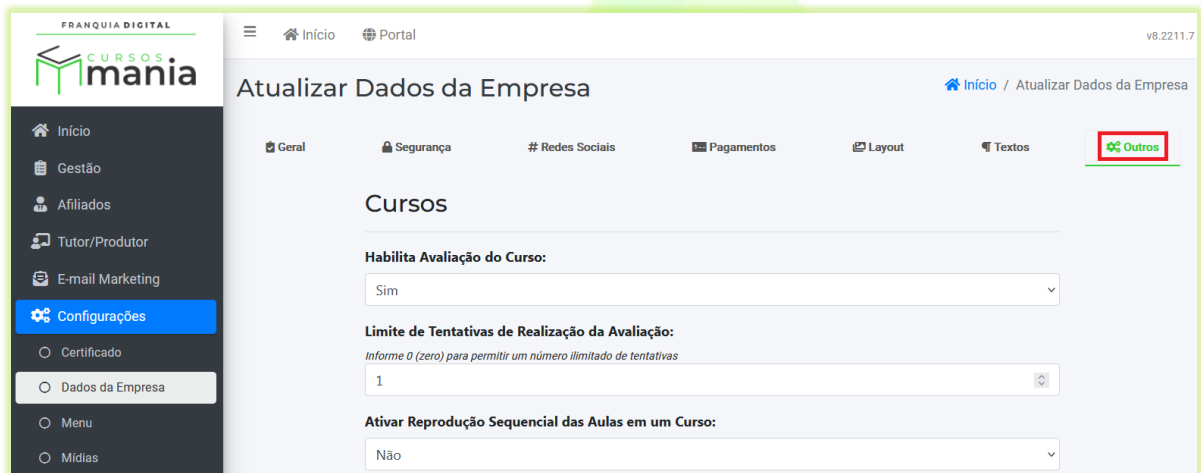 FRANQUIA DIGITAL
CURSOS
mania
Início
Portal
v8.2211.7
Atualizar Dados da Empresa
Início / Atualizar Dados da Empresa
Início
Gestão
Afiliados
Tutor/Produtor
E-mail Marketing
Configurações
Certificado
Dados da Empresa
Menu
Mídias
Geral
Segurança
# Redes Sociais
Pagamentos
Layout
¶ Textos
Outros
Cursos
Habilita Avaliação do Curso:
Sim
Limite de Tentativas de Realização da Avaliação:
Informe 0 (zero) para permitir um número ilimitado de tentativas
1
Ativar Reprodução Sequencial das Aulas em um Curso:
Não